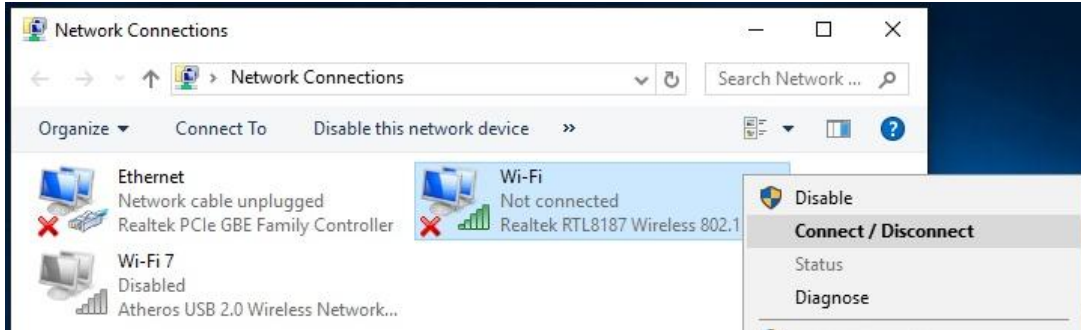 Network Connections
Network Connections
Search Network ...
Organize
Connect To
Disable this network device
»
Ethernet
Network cable unplugged
Realtek PCIe GBE Family Controller
Wi-Fi
Not connected
Realtek RTL8187 Wireless 802.1
Wi-Fi 7
Disabled
Atheros USB 2.0 Wireless Network...
Disable
Connect / Disconnect
Status
Diagnose